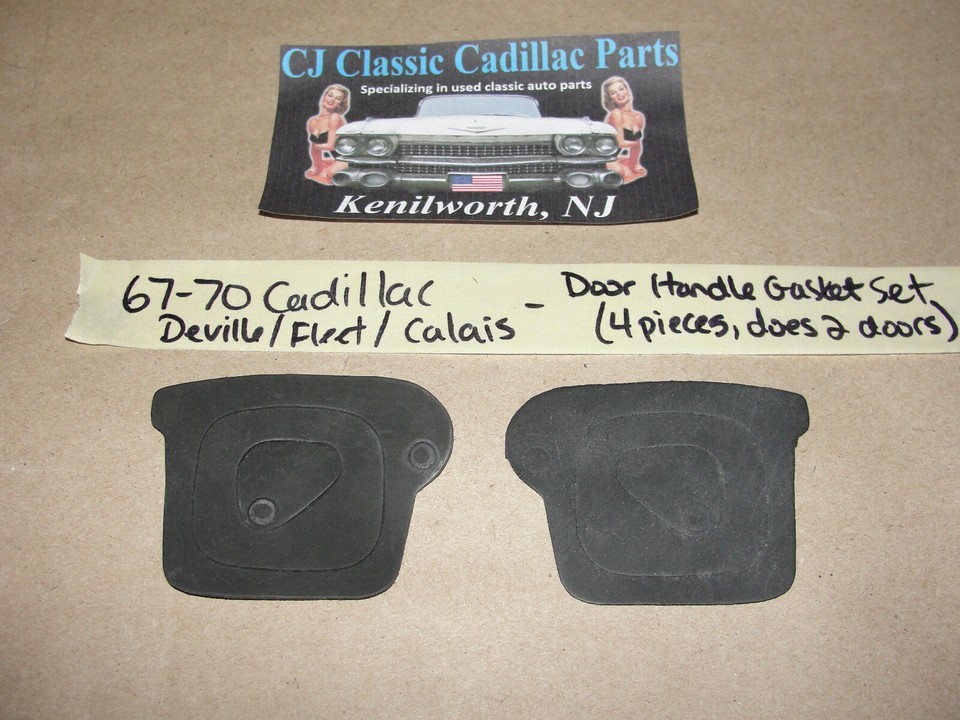 CJ Classic Cadillac Parts
Specializing in used classic auto parts
Kenilworth, NJ
67-70 Cadillac - Door Handle Gasket Set
Deville/Fleet/Calais (4 pieces, does 2 doors)